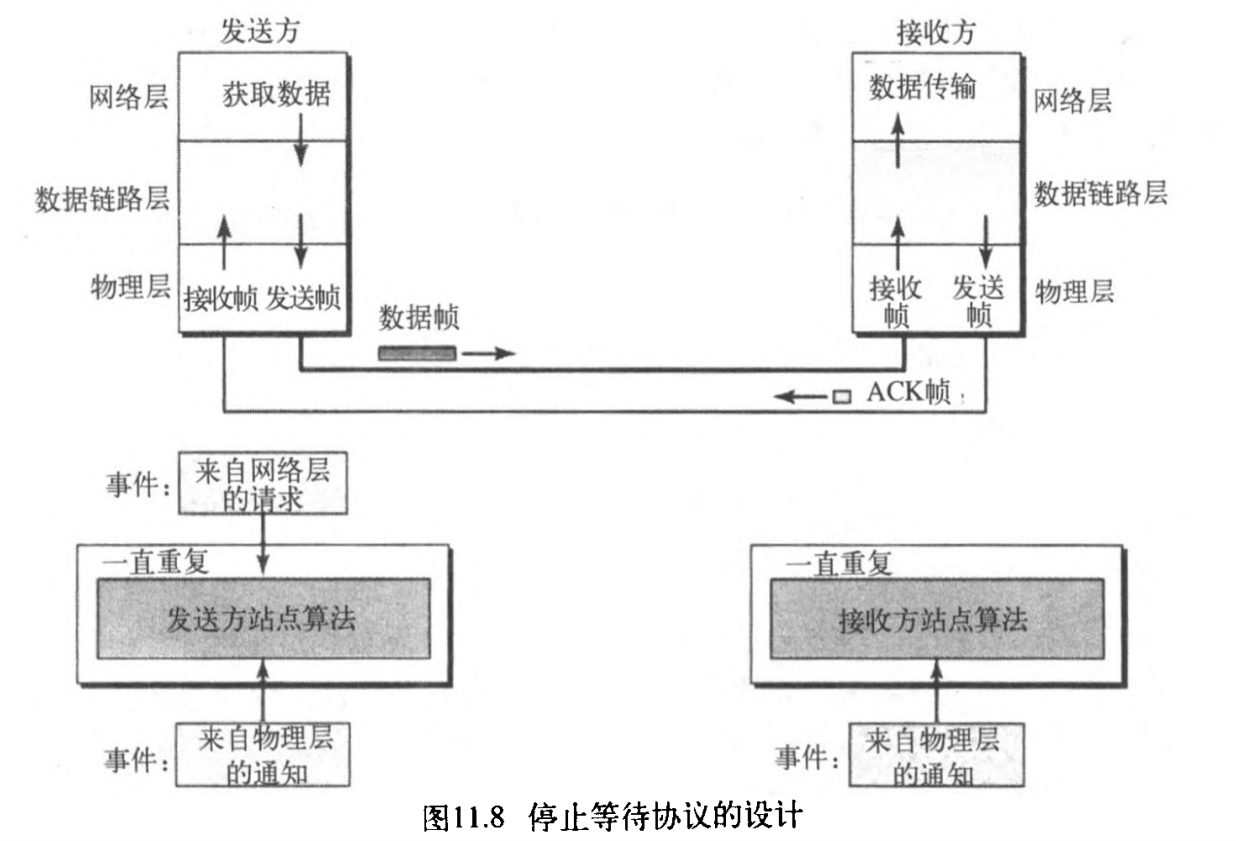 发送方
接收方
网络层
获取数据
数据传输
网络层
数据链路层
数据链路层
物理层
接收帧 发送帧
接收
帧
发送
帧
物理层
数据帧
ACK帧
事件：
来自网络层
的请求
一直重复
发送方站点算法
一直重复
接收方站点算法
事件：
来自物理层
的通知
事件：
来自物理层
的通知
图11.8 停止等待协议的设计